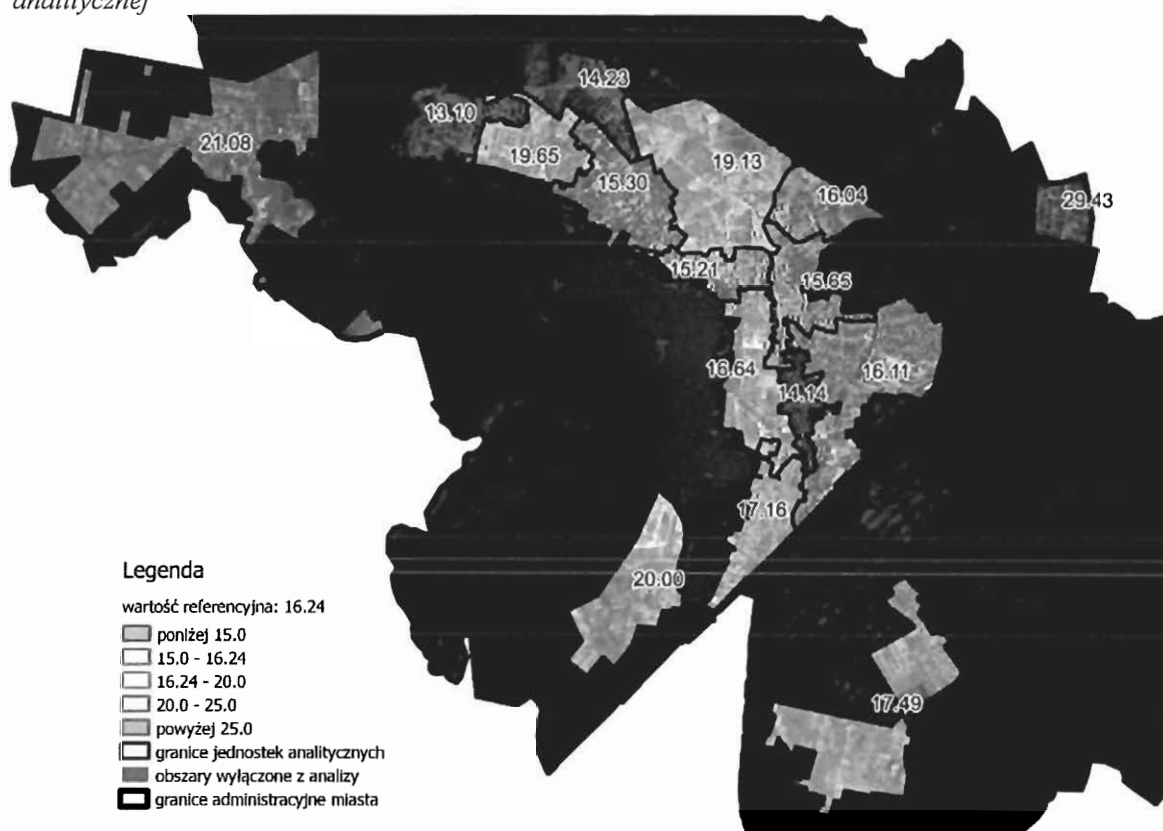 analitycznej
14.23
13.10
21.08
19.65
19.13
15.30
16.04
29.43
15.21
15.65
16.64
16.11
14.14
17.16
20.00
17.49
Legenda
wartość referencyjna: 16.24
poniżej 15.0
15.0 - 16.24
16.24 - 20.0
20.0 - 25.0
powyżej 25.0
granice jednostek analitycznych
obszary wyłączone z analizy
granice administracyjne miasta